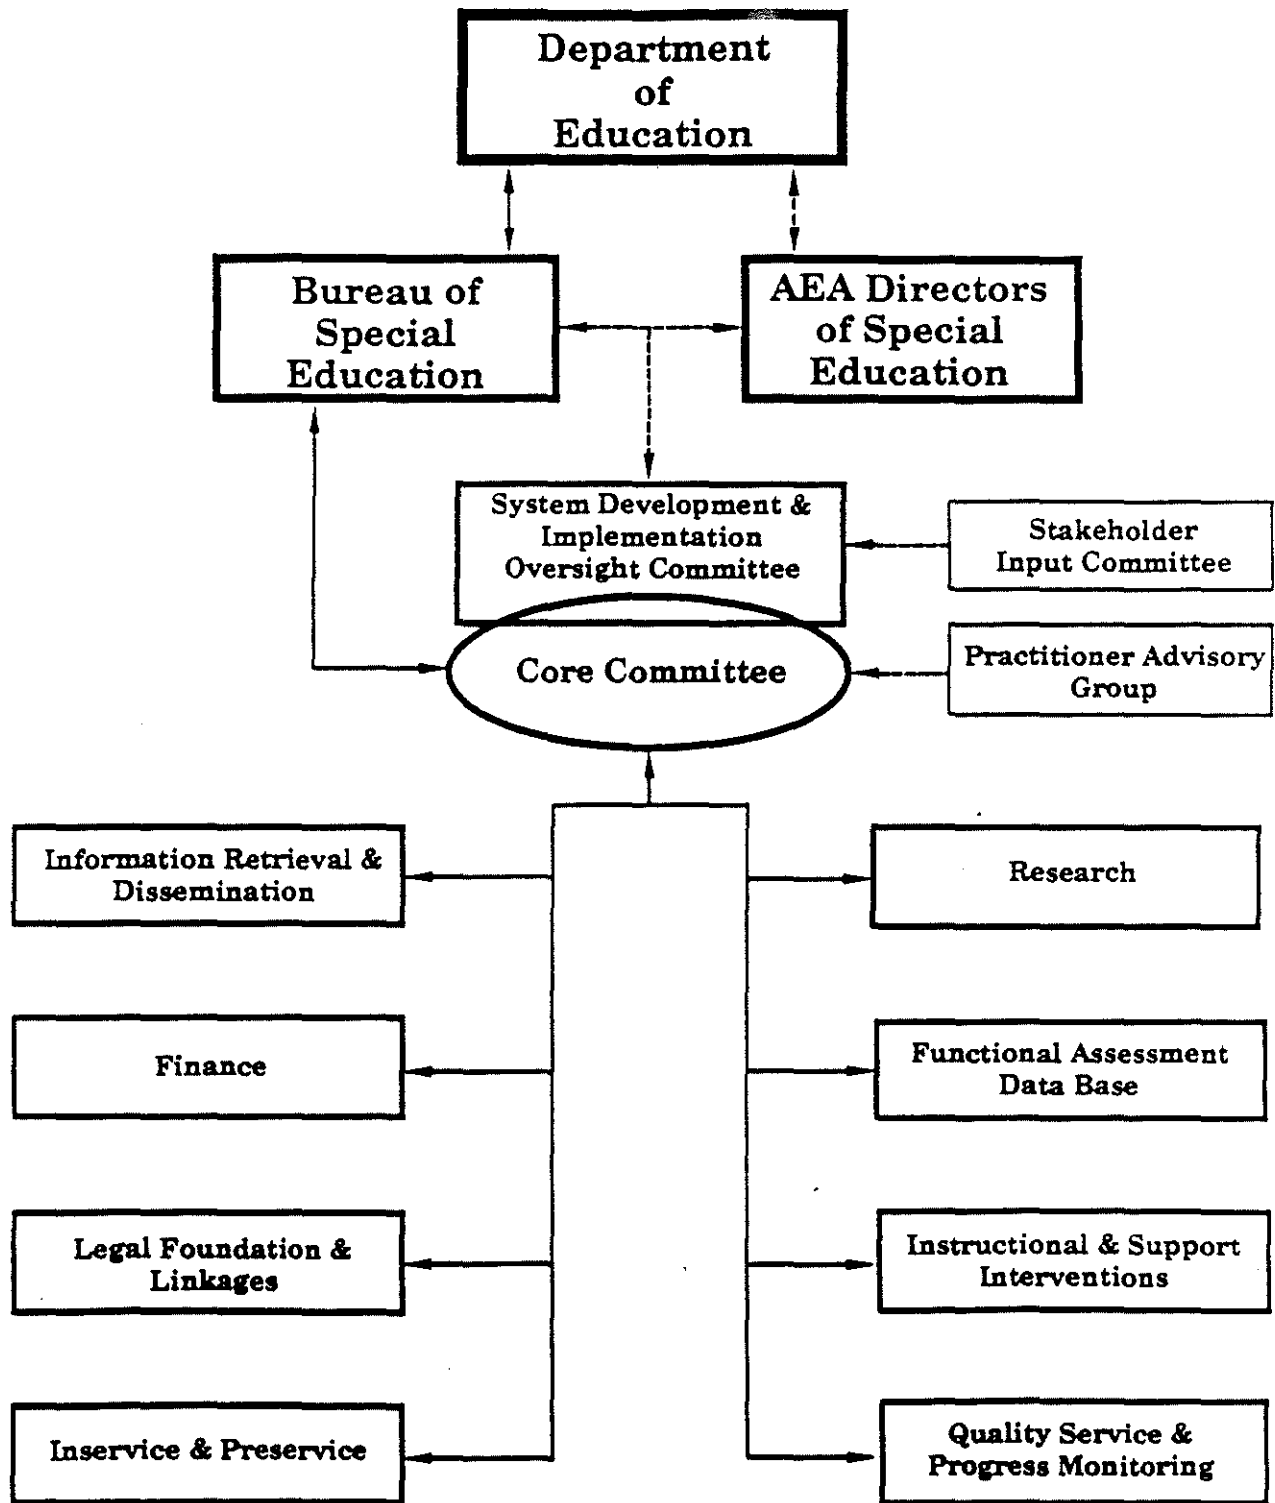 Department
of
Education
Bureau of
Special
Education
AEA Directors
of Special
Education
System Development &
Implementation
Oversight Committee
Stakeholder
Input Committee
Core Committee
Practitioner Advisory
Group
Information Retrieval &
Dissemination
Research
Finance
Functional Assessment
Data Base
Legal Foundation &
Linkages
Instructional & Support
Interventions
Inservice & Preservice
Quality Service &
Progress Monitoring